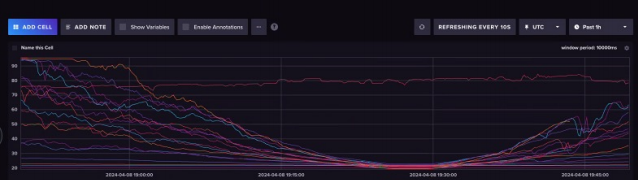 ADD CELL ADD NOTE Show Variables Enable Annotations REFRESHING EVERY 10S UTC Past 1h
Name this Cell window period: 10000ms
90
80
70
60
50
40
30
20
2024-04-08 19:00:00 2024-04-08 19:15:00 2024-04-08 19:30:00 2024-04-08 19:45:00